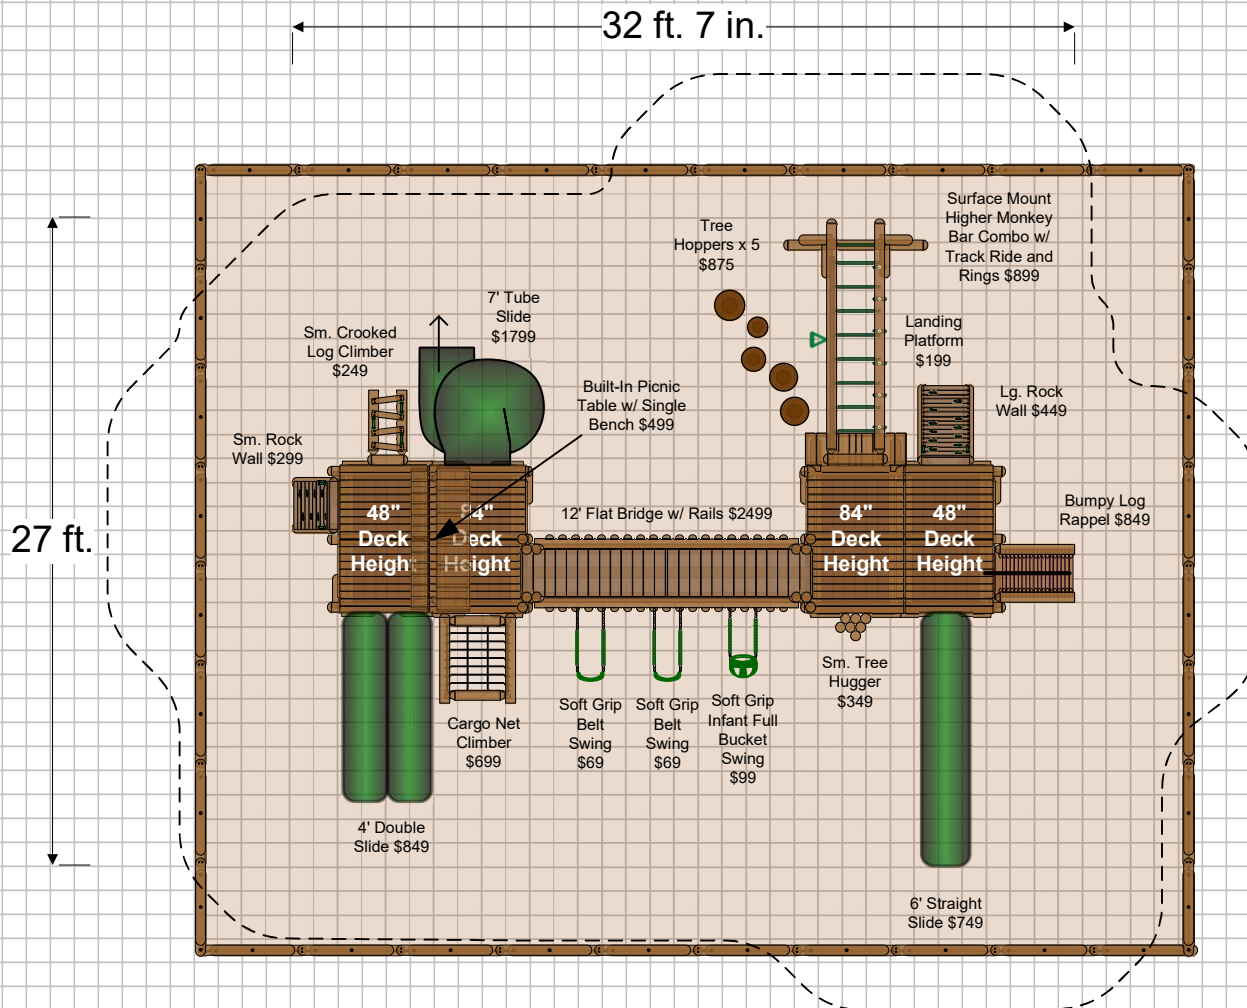 32 ft. 7 in.
Surface Mount
Higher Monkey
Bar Combo w/
Track Ride and
Rings $899
Tree
Hoppers x 5
$875
7' Tube
Slide
$1799
Sm. Crooked
Log Climber
$249
Landing
Platform
$199
Built-In Picnic
Table w/ Single
Bench $499
Lg. Rock
Wall $449
Sm. Rock
Wall $299
Bumpy Log
Rappel $849
12' Flat Bridge w/ Rails $2499
48"
Deck
Height
84"
Deck
Height
84"
Deck
Height
48"
Deck
Height
27 ft.
Sm. Tree
Hugger
$349
Soft Grip
Belt
Swing
$69
Soft Grip
Belt
Swing
$69
Soft Grip
Infant Full
Bucket
Swing
$99
Cargo Net
Climber
$699
4' Double
Slide $849
6' Straight
Slide $749